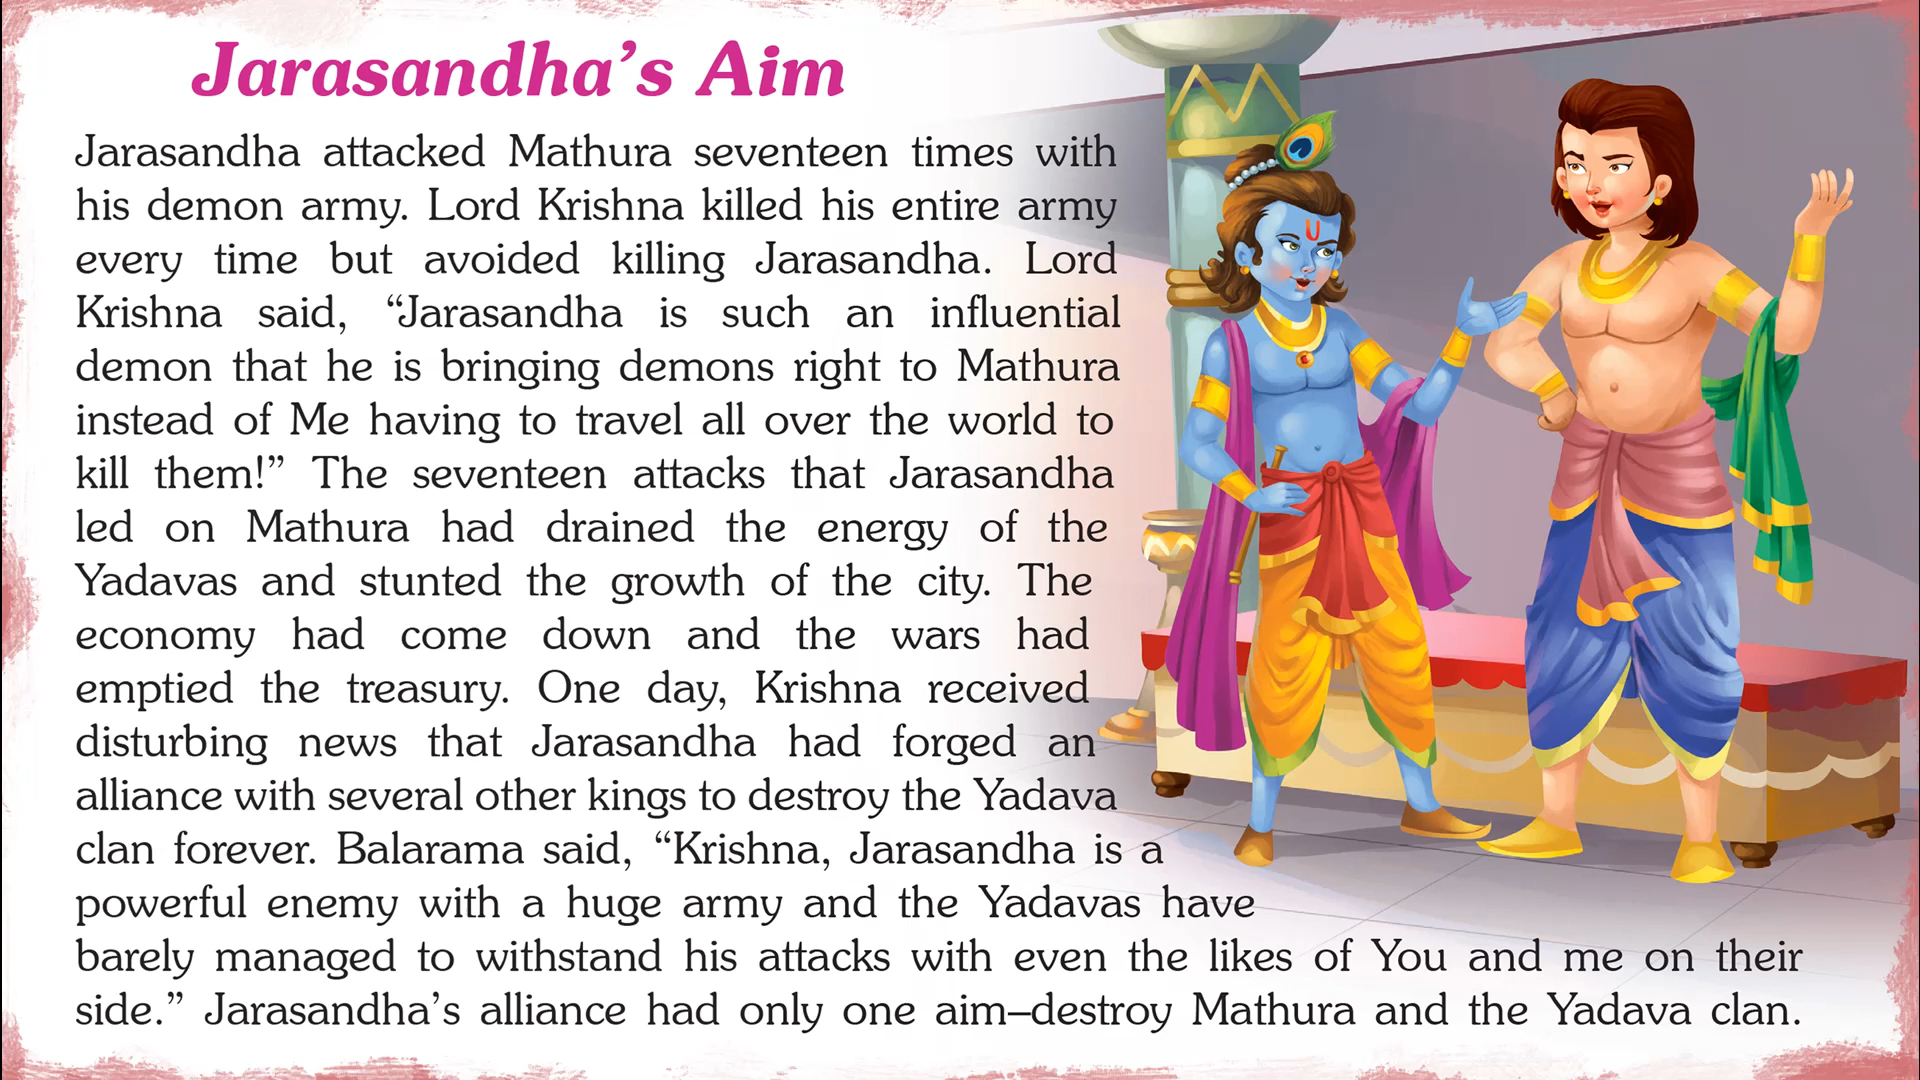 Jarasandha’s Aim
Jarasandha attacked Mathura seventeen times with
his demon army. Lord Krishna killed his entire army
every time but avoided killing Jarasandha. Lord
Krishna said, “Jarasandha is such an influential
demon that he is bringing demons right to Mathura
instead of Me having to travel all over the world to
kill them!” The seventeen attacks that Jarasandha
led on Mathura had drained the energy of the
Yadavas and stunted the growth of the city. The
economy had come down and the wars had
emptied the treasury. One day, Krishna received
disturbing news that Jarasandha had forged an
alliance with several other kings to destroy the Yadava
clan forever. Balarama said, “Krishna, Jarasandha is a
powerful enemy with a huge army and the Yadavas have
barely managed to withstand his attacks with even the likes of You and me on their
side.” Jarasandha’s alliance had only one aim–destroy Mathura and the Yadava clan.